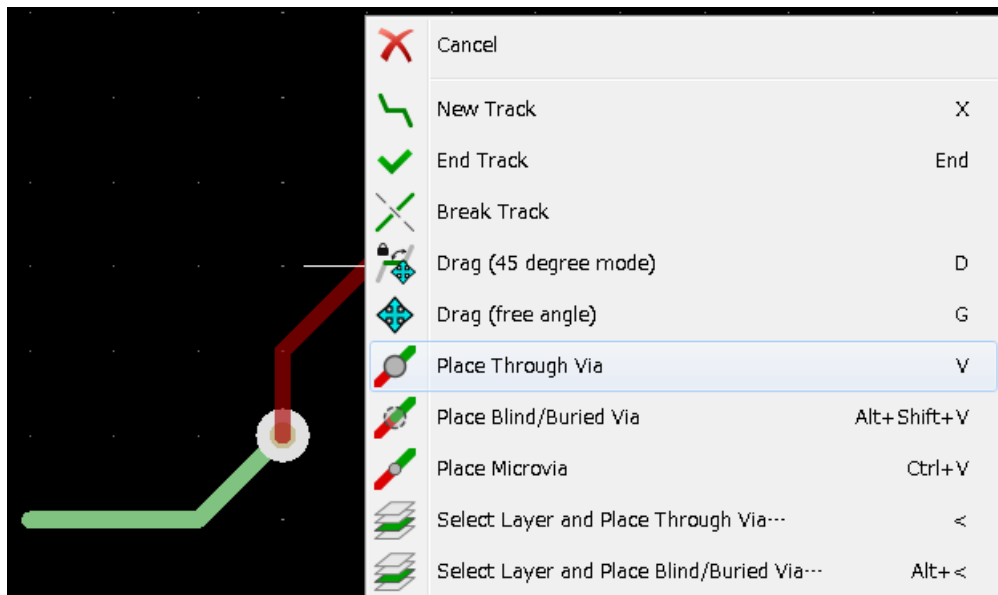 Cancel
New Track X
End Track End
Break Track
Drag (45 degree mode) D
Drag (free angle) G
Place Through Via V
Place Blind/Buried Via Alt+Shift+V
Place Microvia Ctrl+V
Select Layer and Place Through Via... <
Select Layer and Place Blind/Buried Via... Alt+<